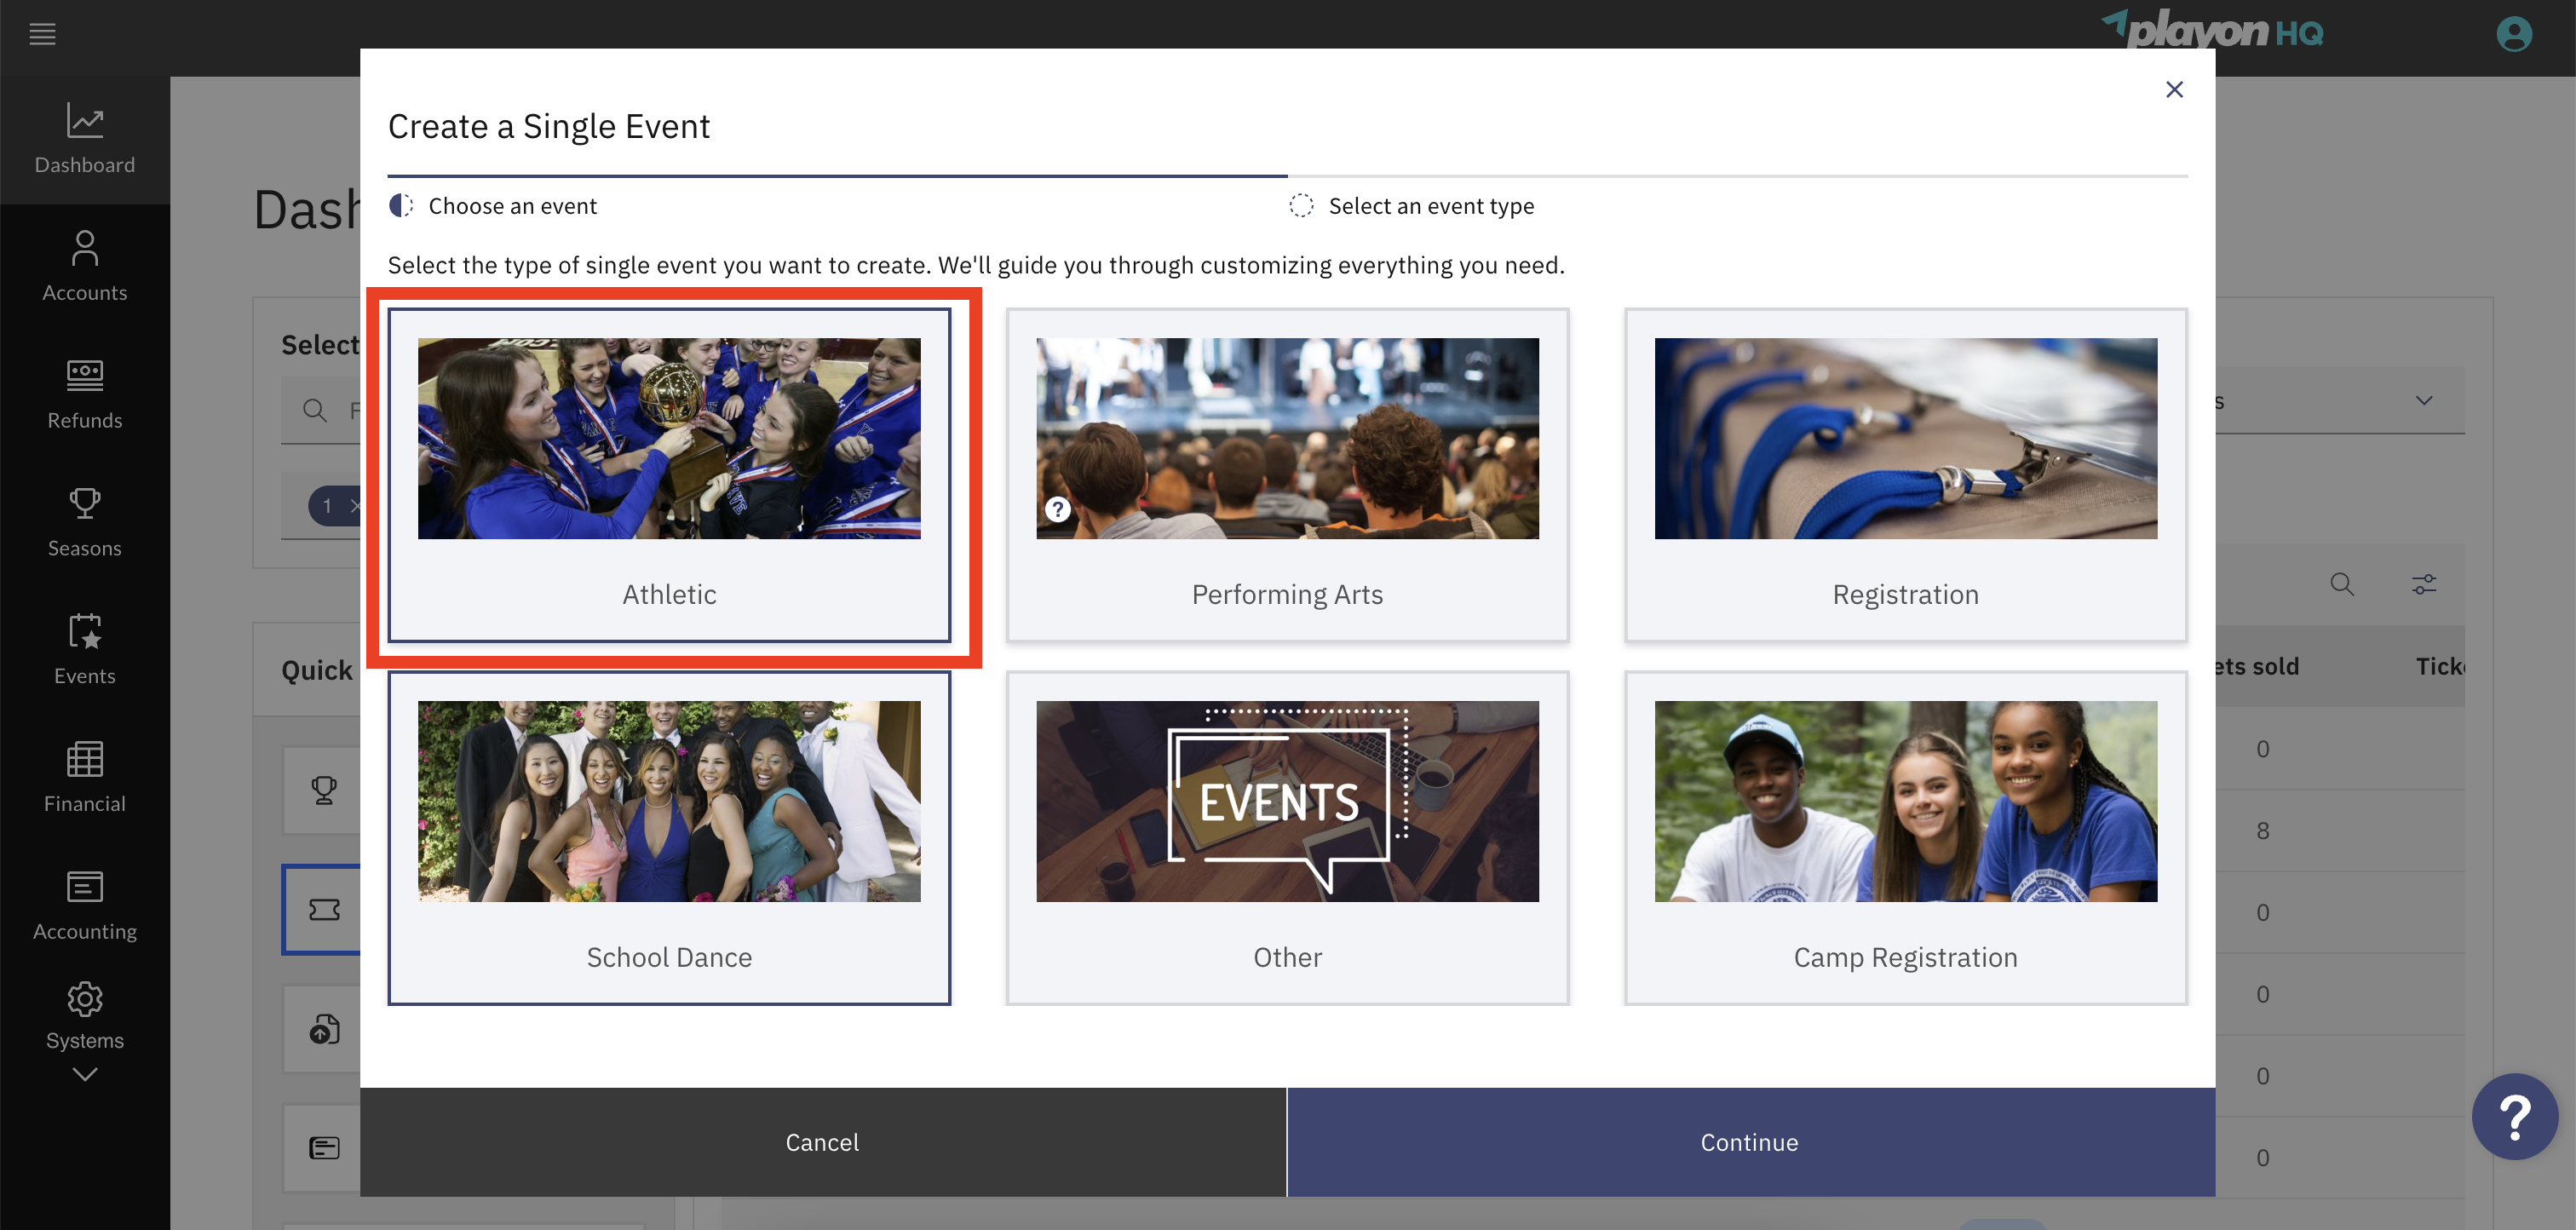 playon HQ
Dashboard
Accounts
Refunds
Seasons
Events
Financial
Accounting
Systems
Select
1
Quick
Create a Single Event
Choose an event
Select an event type
Select the type of single event you want to create. We'll guide you through customizing everything you need.
?
Athletic
Performing Arts
Registration
EVENTS
School Dance
Other
Camp Registration
Cancel
Continue
sold
0
8
0
0
0
0
?